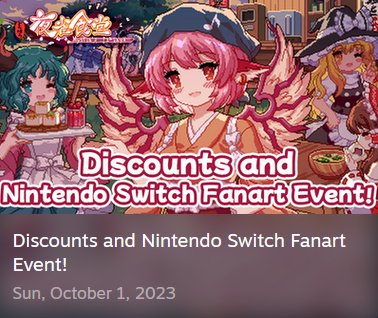 夜雀食堂
Discounts and
Nintendo Switch Fanart Event!
Discounts and Nintendo Switch Fanart
Event!
Sun, October 1, 2023